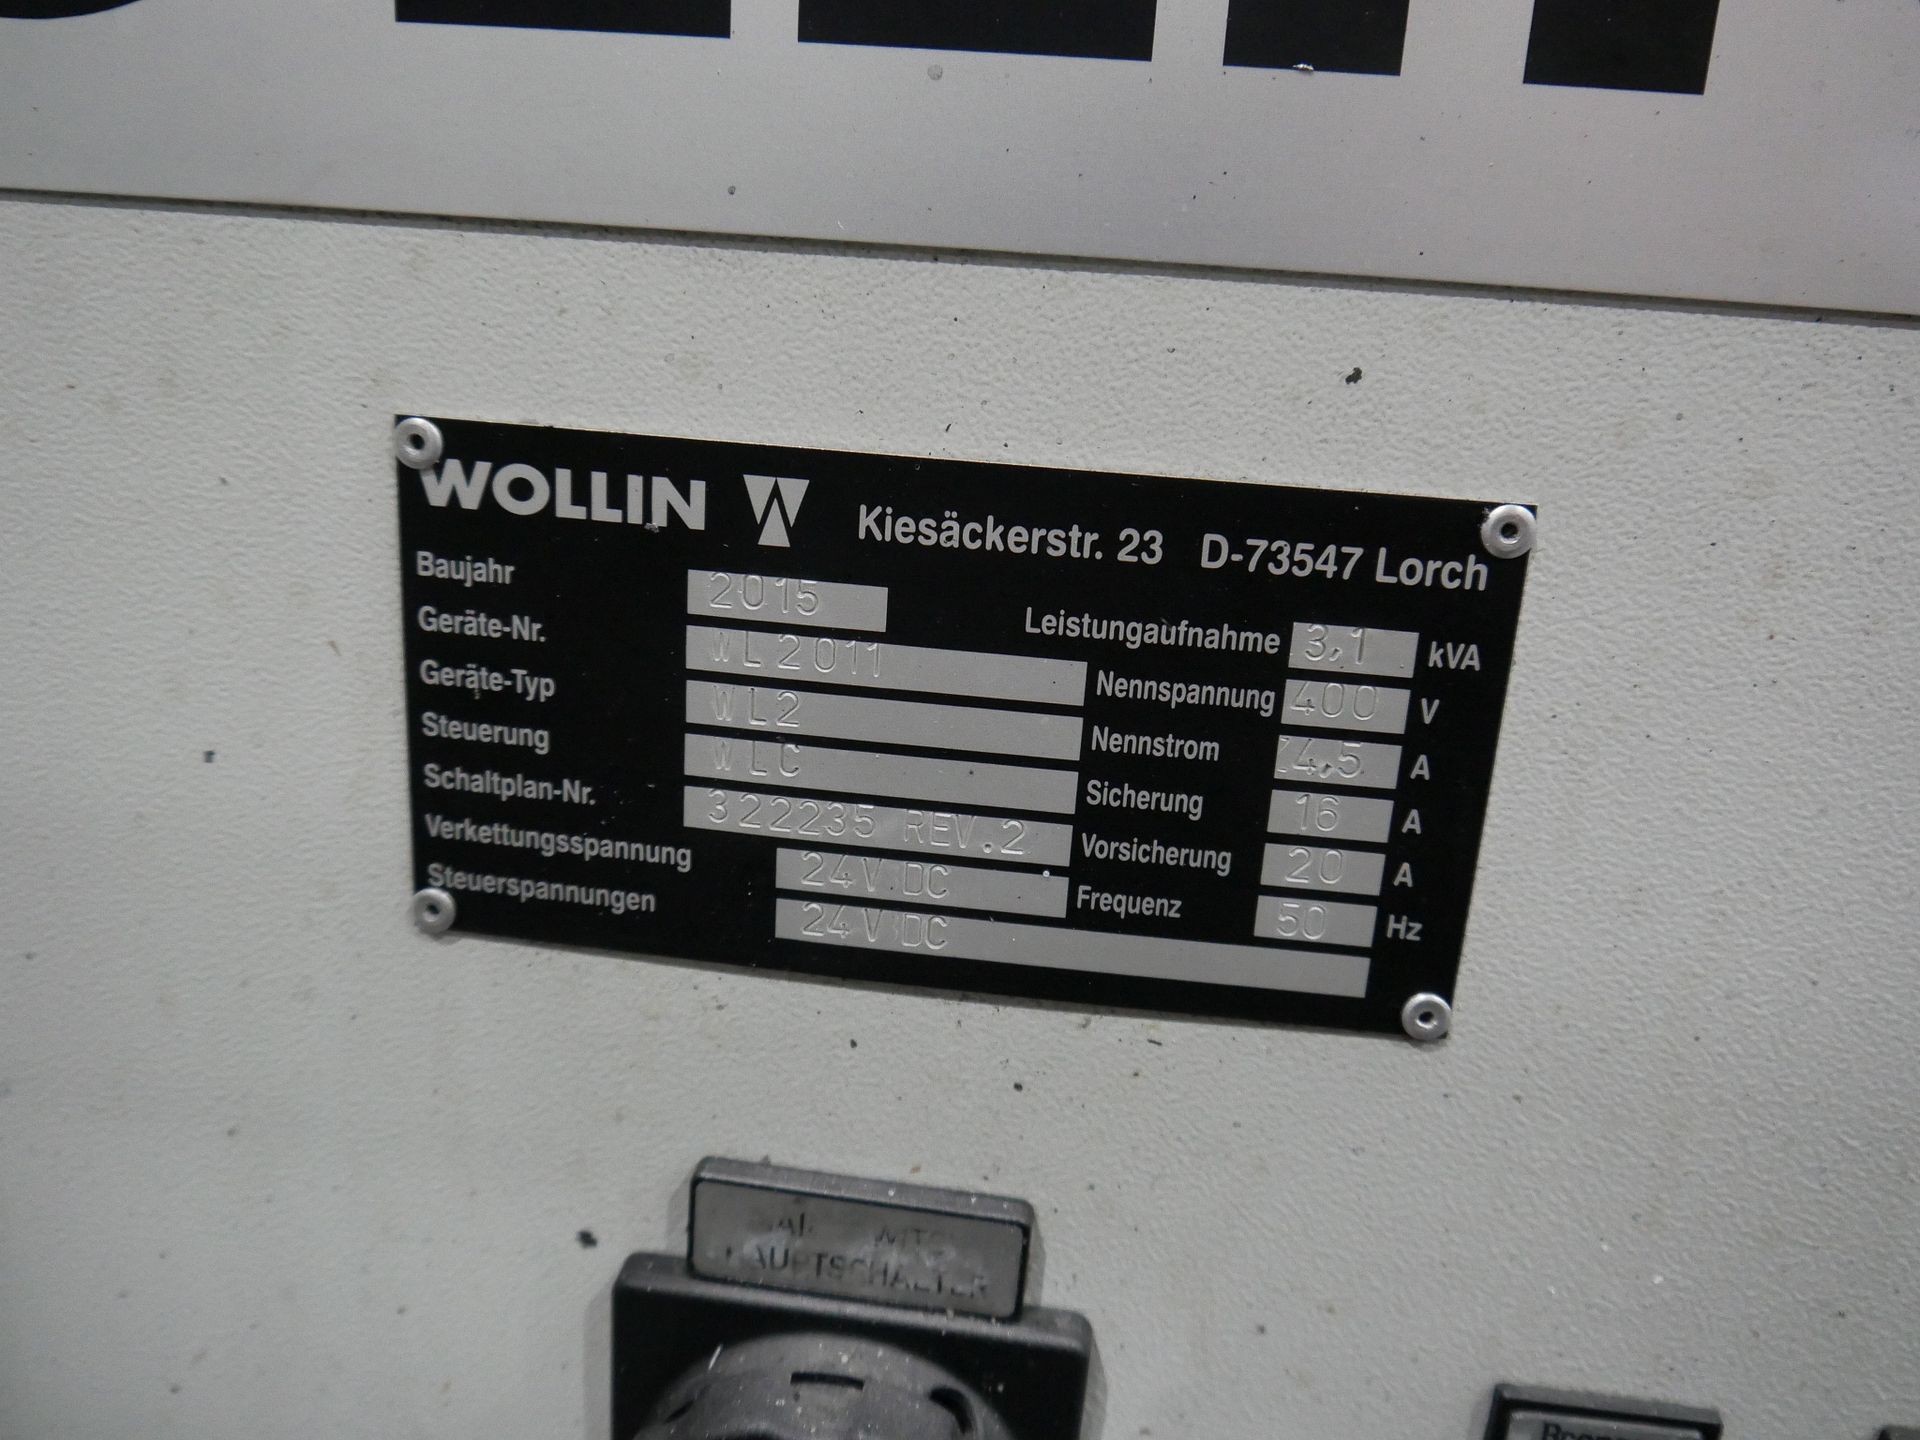 WOLLIN Kiesäckerstr. 23 D-73547 Lorch
Baujahr 2015
Geräte-Nr. WL2011
Geräte-Typ WL2
Steuerung WLC
Schaltplan-Nr. 322235 REV.2
Verkettungsspannung 24V DC
Steuerspannungen 24V DC
Leistungaufnahme 3,1 kVA
Nennspannung 400 V
Nennstrom 4,5 A
Sicherung 16 A
Vorsicherung 20 A
Frequenz 50 Hz
HAUPTSCHALTER